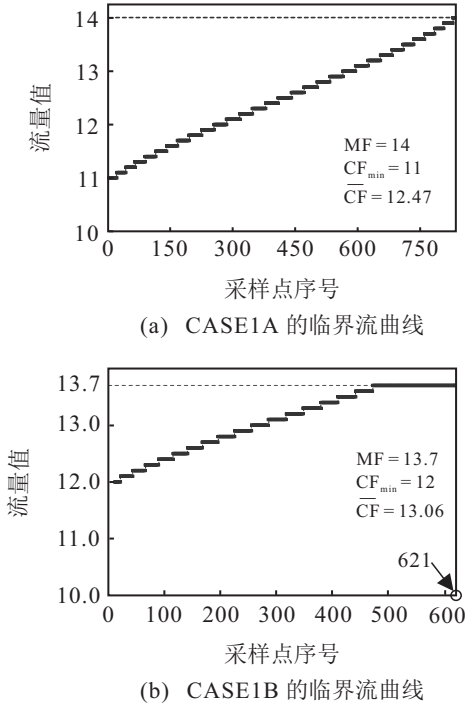 14
13
12
11
10
流量值
MF = 14
CFmin = 11
CF = 12.47
0 150 300 450 600 750
采样点序号
(a) CASE1A 的临界流曲线
13.7
13.0
12.0
11.0
10.0
流量值
MF = 13.7
CFmin = 12
CF = 13.06
621
0 100 200 300 400 500 600
采样点序号
(b) CASE1B 的临界流曲线